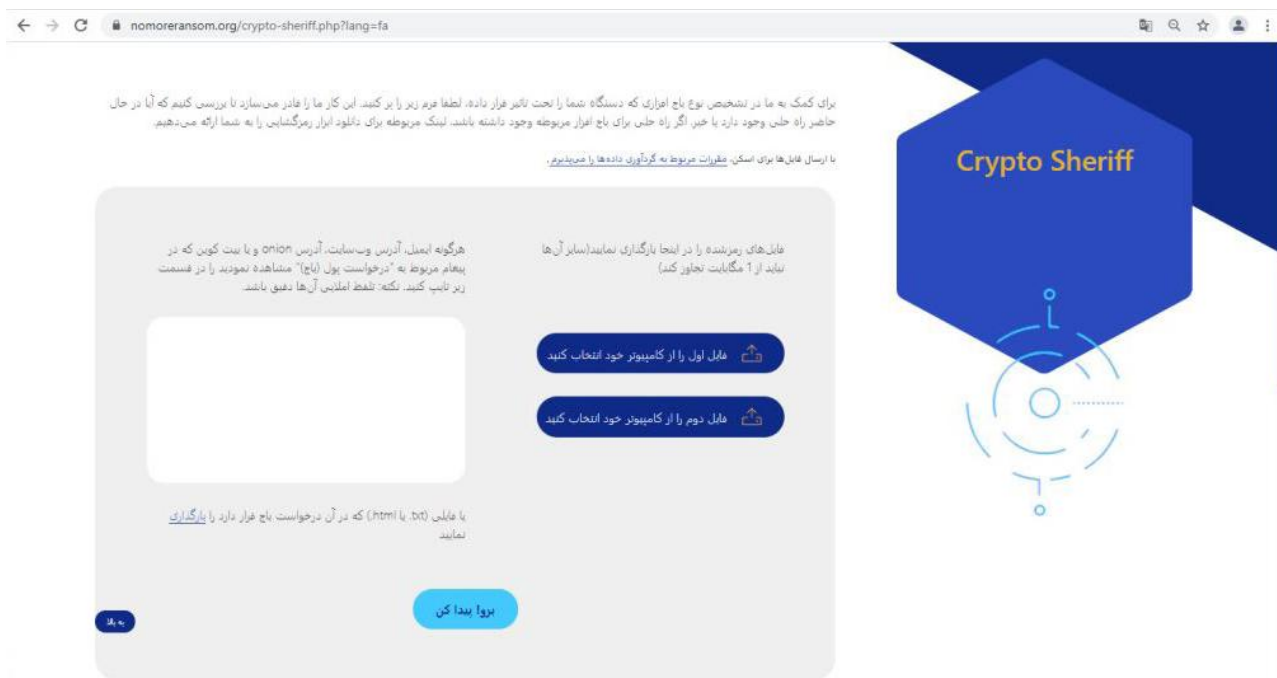 nomoreransom.org/crypto-sheriff.php?lang=fa
برای کمک به ما در تشخیص نوع باج افزاری که دستگاه شما را تحت تاثیر قرار داده، لطفا فرم زیر را پر کنید. این کار ما را قادر می‌سازد تا بررسی کنیم که آیا در حال
حاضر راه حلی وجود دارد یا خیر. اگر راه حلی برای باج افزار مربوطه وجود داشته باشد، لینک مربوطه برای دانلود ابزار رمزگشایی را به شما ارائه می‌دهیم.
با ارسال فایل‌ها برای اسکن، مقررات مربوط به گردآوری داده‌ها را می‌پذیرم.
Crypto Sheriff
فایل‌های رمزشده را در اینجا بارگذاری نمایید(سایز آن‌ها
نباید از 1 مگابایت تجاوز کند)
فایل اول را از کامپیوتر خود انتخاب کنید
فایل دوم را از کامپیوتر خود انتخاب کنید
هرگونه ایمیل، آدرس وب‌سایت، آدرس onion و یا بیت کوین که در
پیغام مربوط به "درخواست پول (باج)" مشاهده نمودید را در قسمت
زیر تایپ کنید. نکته: تلفظ املایی آن‌ها دقیق باشد.
یا فایلی (txt. یا html.) که در آن درخواست باج قرار دارد را بارگذاری
نمایید
برو! پیدا کن
به بالا